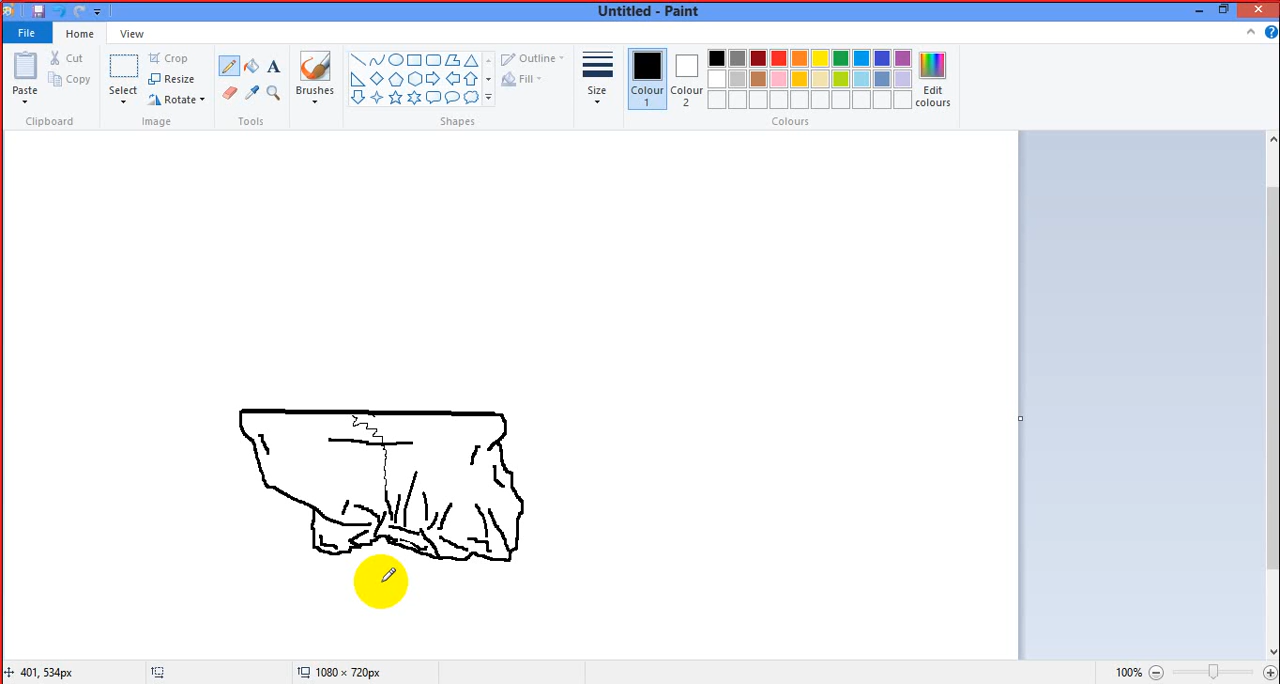 Untitled - Paint
File Home View
Paste
Cut
Copy
Clipboard
Select
Crop
Resize
Rotate
Image
A
Tools
Brushes
Shapes
Outline
Fill
Size
Colour 1
Colour 2
Edit colours
Colours
401, 534px
1080 × 720px
100%